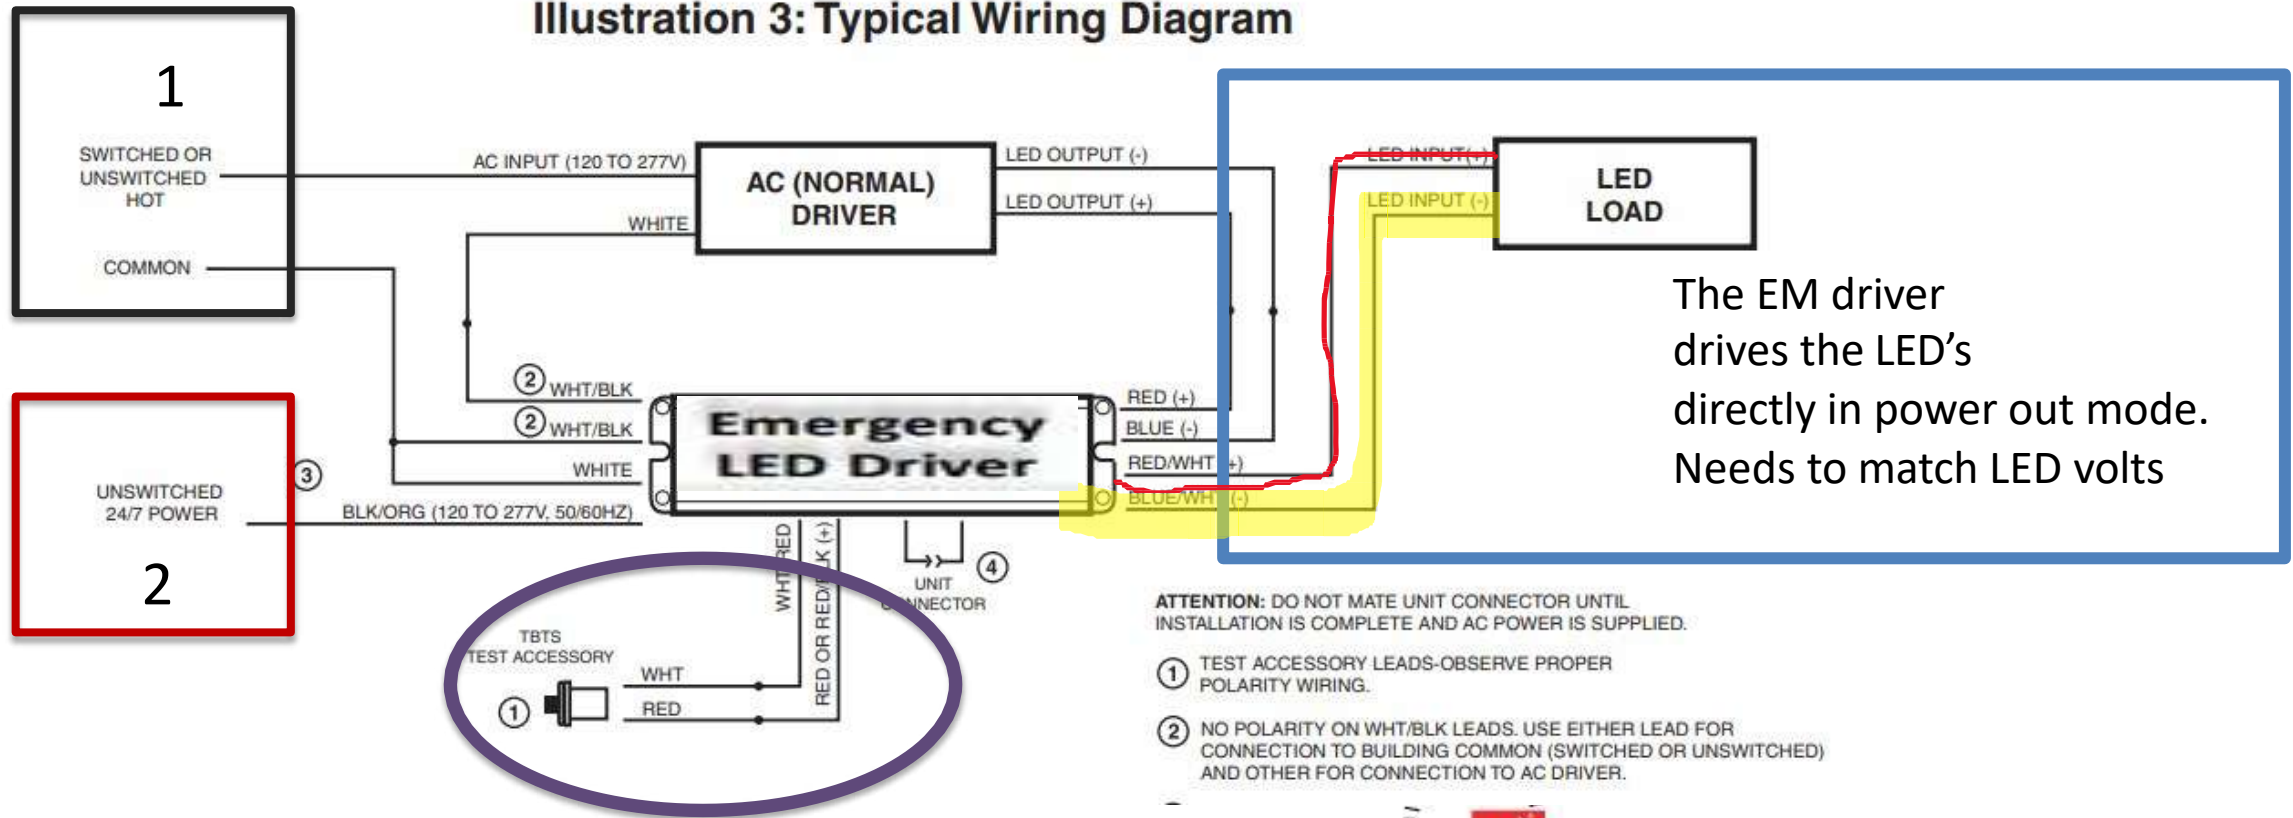 Illustration 3: Typical Wiring Diagram
1
SWITCHED OR
UNSWITCHED
HOT
COMMON
AC INPUT (120 TO 277V)
WHITE
AC (NORMAL)
DRIVER
LED OUTPUT (-)
LED OUTPUT (+)
LED INPUT(+)
LED INPUT (-)
LED
LOAD
The EM driver
drives the LED’s
directly in power out mode.
Needs to match LED volts
2
WHT/BLK
2
WHT/BLK
WHITE
3
UNSWITCHED
24/7 POWER
2
BLK/ORG (120 TO 277V, 50/60HZ)
Emergency
LED Driver
RED (+)
BLUE (-)
RED/WHT (+)
BLUE/WHT (-)
WHT/RED
RED OR RED/BLK (+)
UNIT
CONNECTOR
4
TBTS
TEST ACCESSORY
WHT
RED
1
ATTENTION: DO NOT MATE UNIT CONNECTOR UNTIL
INSTALLATION IS COMPLETE AND AC POWER IS SUPPLIED.
1 TEST ACCESSORY LEADS-OBSERVE PROPER
POLARITY WIRING.
2 NO POLARITY ON WHT/BLK LEADS. USE EITHER LEAD FOR
CONNECTION TO BUILDING COMMON (SWITCHED OR UNSWITCHED)
AND OTHER FOR CONNECTION TO AC DRIVER.